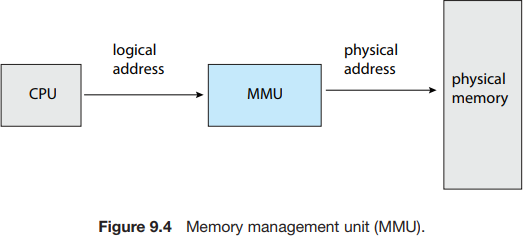 logical
address
physical
address
CPU
MMU
physical
memory
Figure 9.4 Memory management unit (MMU).